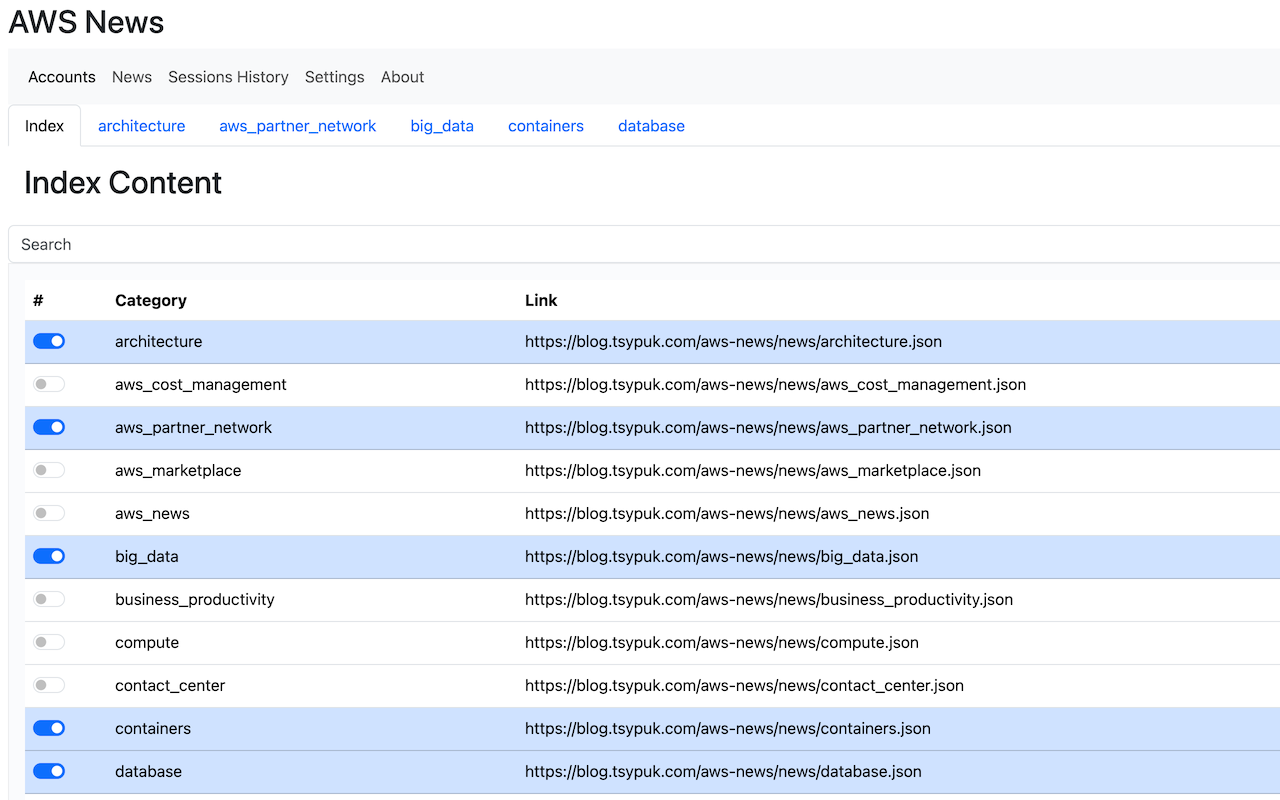 AWS News
Accounts News Sessions History Settings About
Index architecture aws_partner_network big_data containers database
Index Content
Search
# Category Link
architecture https://blog.tsypuk.com/aws-news/news/architecture.json
aws_cost_management https://blog.tsypuk.com/aws-news/news/aws_cost_management.json
aws_partner_network https://blog.tsypuk.com/aws-news/news/aws_partner_network.json
aws_marketplace https://blog.tsypuk.com/aws-news/news/aws_marketplace.json
aws_news https://blog.tsypuk.com/aws-news/news/aws_news.json
big_data https://blog.tsypuk.com/aws-news/news/big_data.json
business_productivity https://blog.tsypuk.com/aws-news/news/business_productivity.json
compute https://blog.tsypuk.com/aws-news/news/compute.json
contact_center https://blog.tsypuk.com/aws-news/news/contact_center.json
containers https://blog.tsypuk.com/aws-news/news/containers.json
database https://blog.tsypuk.com/aws-news/news/database.json